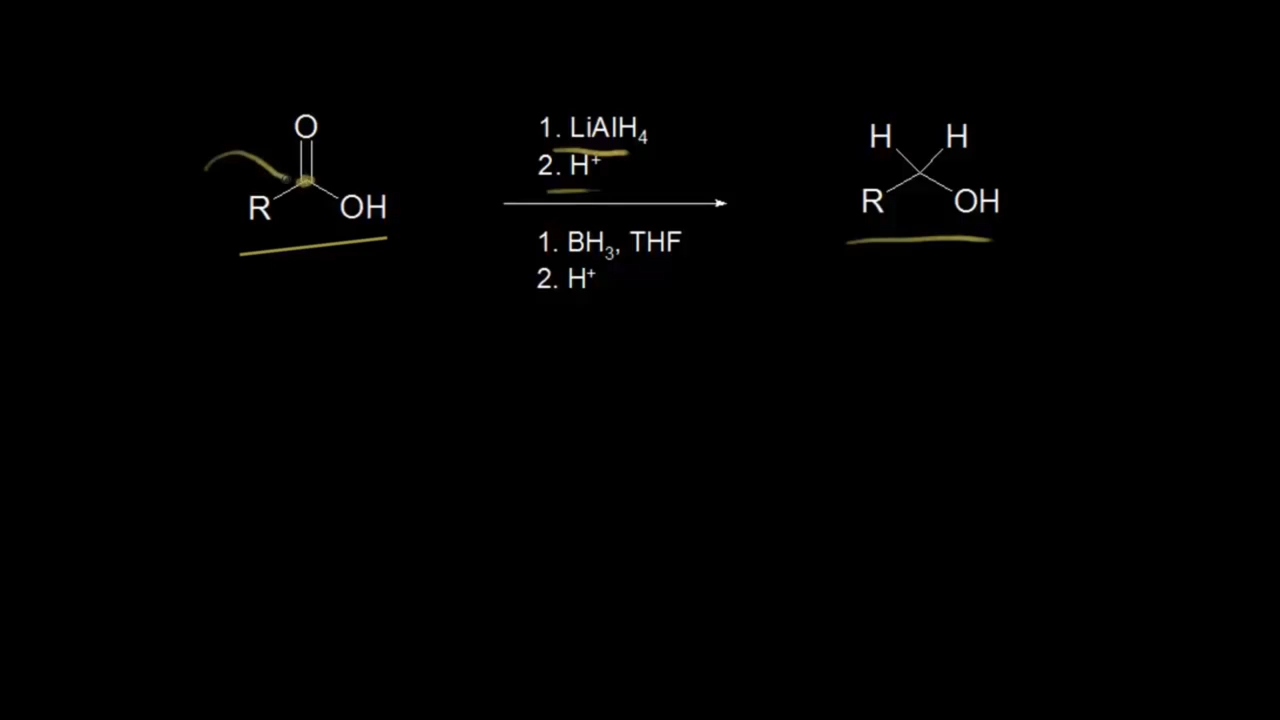 O
R
OH
1. LiAlH₄
2. H⁺
1. BH₃, THF
2. H⁺
H H
R
OH